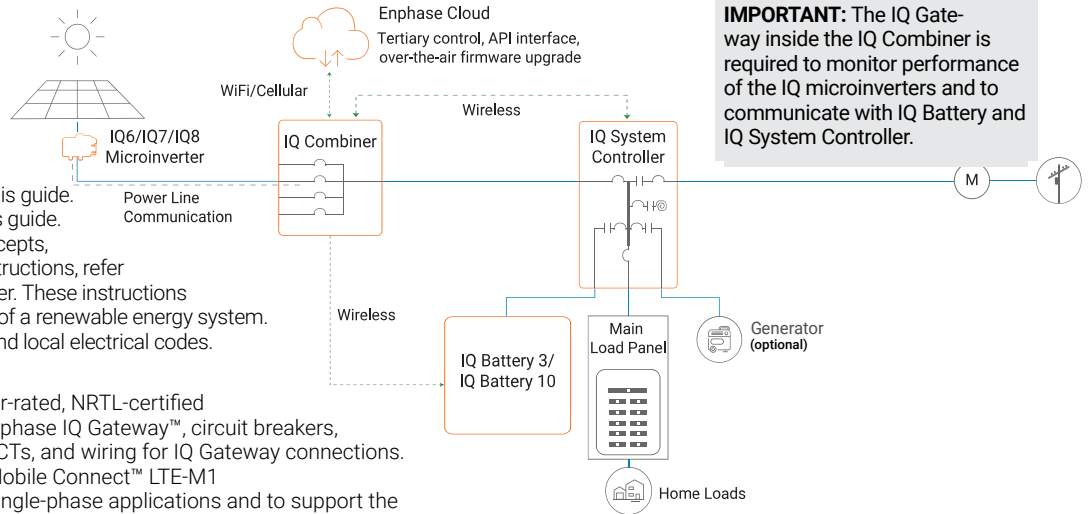 Enphase Cloud
Tertiary control, API interface,
over-the-air firmware upgrade
IMPORTANT: The IQ Gate-
way inside the IQ Combiner is
required to monitor performance
of the IQ microinverters and to
communicate with IQ Battery and
IQ System Controller.
WiFi/Cellular
Wireless
IQ6/IQ7/IQ8
Microinverter
IQ Combiner
IQ System
Controller
M
Power Line
Communication
is guide.
s guide.
cepts,
tructions, refer
er. These instructions
of a renewable energy system.
nd local electrical codes.
Wireless
IQ Battery 3/
IQ Battery 10
Main
Load Panel
Generator
(optional)
r-rated, NRTL-certified
phase IQ Gateway™, circuit breakers,
CTs, and wiring for IQ Gateway connections.
Mobile Connect™ LTE-M1
ngle-phase applications and to support the
Home Loads